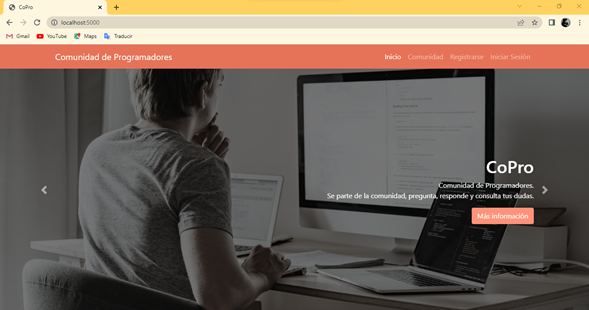 CoPro
localhost:5000
Gmail YouTube Maps Traducir
Comunidad de Programadores Inicio Comunidad Registrarse Iniciar Sesión
CoPro
Comunidad de Programadores.
Se parte de la comunidad, pregunta, responde y consulta tus dudas.
Más información